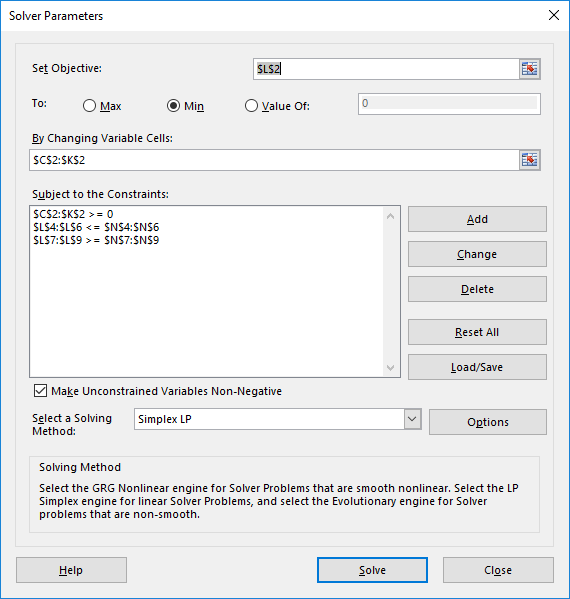 Solver Parameters
Set Objective:
$L$2
To:
Max
Min
Value Of:
0
By Changing Variable Cells:
$C$2:$K$2
Subject to the Constraints:
$C$2:$K$2 >= 0
$L$4:$L$6 <= $N$4:$N$6
$L$7:$L$9 >= $N$7:$N$9
Add
Change
Delete
Reset All
Load/Save
Make Unconstrained Variables Non-Negative
Select a Solving
Method:
Simplex LP
Options
Solving Method
Select the GRG Nonlinear engine for Solver Problems that are smooth nonlinear. Select the LP
Simplex engine for linear Solver Problems, and select the Evolutionary engine for Solver
problems that are non-smooth.
Help
Solve
Close